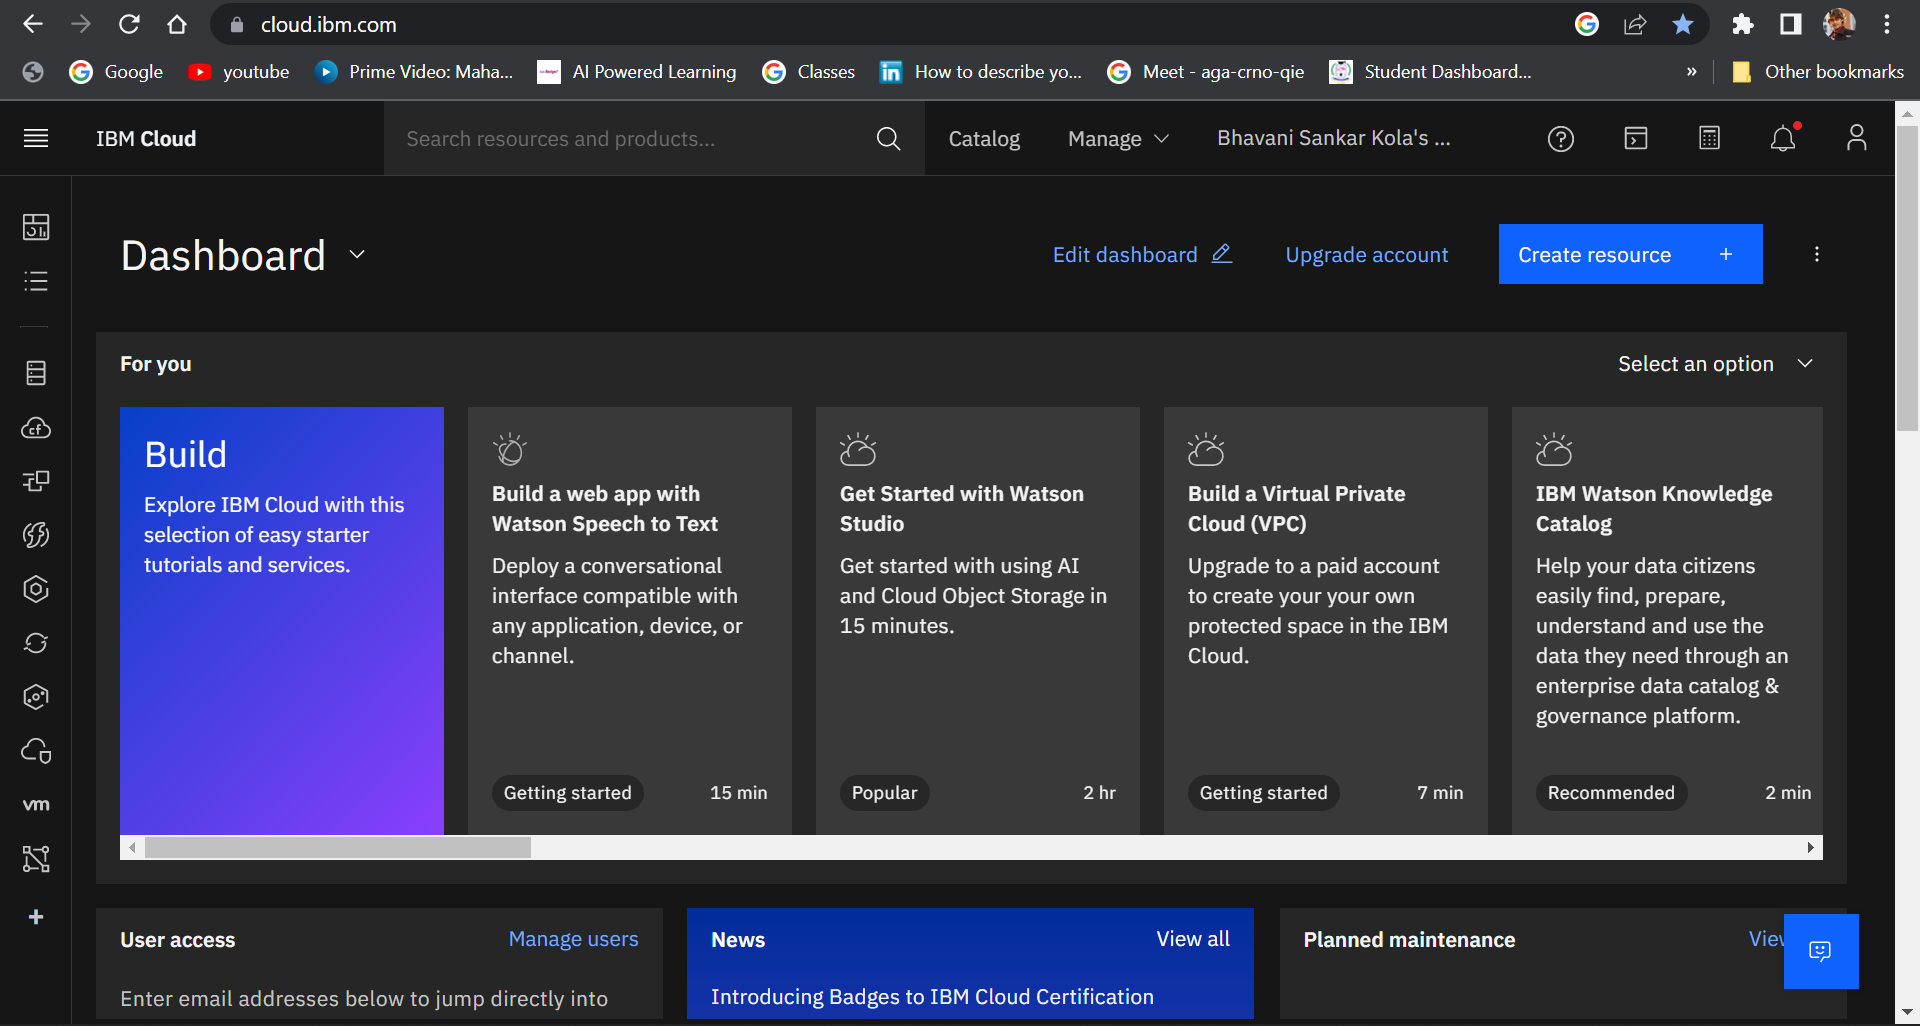 cloud.ibm.com
Google
youtube
Prime Video: Maha...
AI Powered Learning
Classes
How to describe yo...
Meet - aga-crno-qie
Student Dashboard...
»
Other bookmarks
IBM Cloud
Search resources and products...
Catalog
Manage
Bhavani Sankar Kola's ...
Dashboard
Edit dashboard
Upgrade account
Create resource +
For you
Select an option
Build
Explore IBM Cloud with this
selection of easy starter
tutorials and services.
Build a web app with
Watson Speech to Text
Deploy a conversational
interface compatible with
any application, device, or
channel.
Getting started
15 min
Get Started with Watson
Studio
Get started with using AI
and Cloud Object Storage in
15 minutes.
Popular
2 hr
Build a Virtual Private
Cloud (VPC)
Upgrade to a paid account
to create your your own
protected space in the IBM
Cloud.
Getting started
7 min
IBM Watson Knowledge
Catalog
Help your data citizens
easily find, prepare,
understand and use the
data they need through an
enterprise data catalog &
governance platform.
Recommended
2 min
cf
vm
User access
Manage users
Enter email addresses below to jump directly into
News
View all
Introducing Badges to IBM Cloud Certification
Planned maintenance